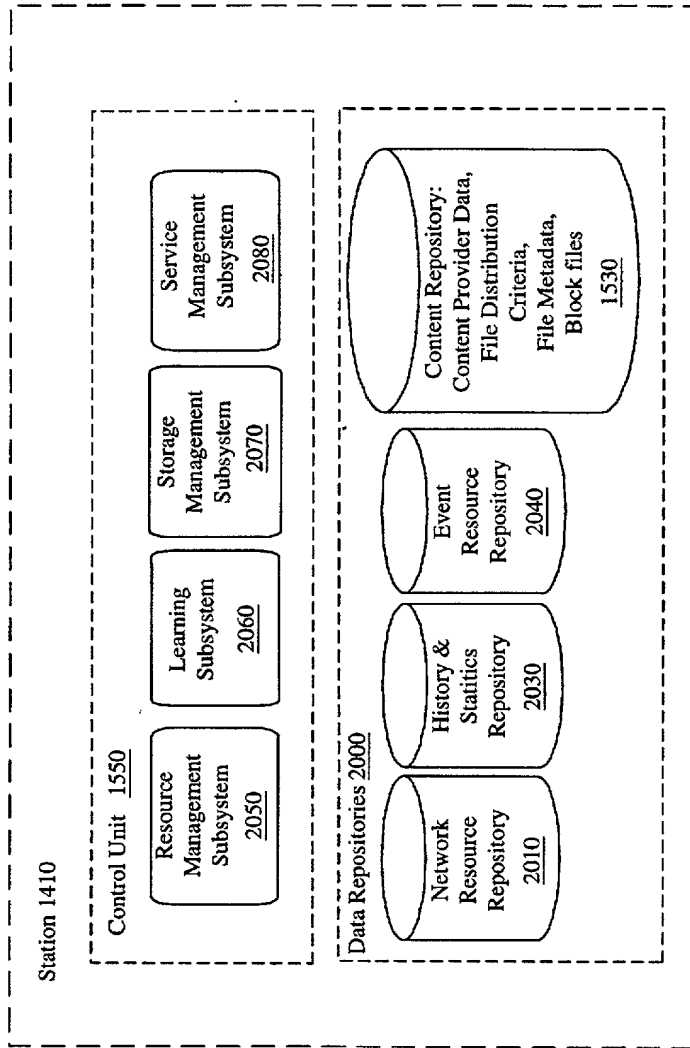 Station 1410
Control Unit 1550
Resource
Management
Subsystem
2050
Learning
Subsystem
2060
Storage
Management
Subsystem
2070
Service
Management
Subsystem
2080
Data Repositories 2000
Network
Resource
Repository
2010
History &
Statitics
Repository
2030
Event
Resource
Repository
2040
Content Repository:
Content Provider Data,
File Distribution
Criteria,
File Metadata,
Block files
1530